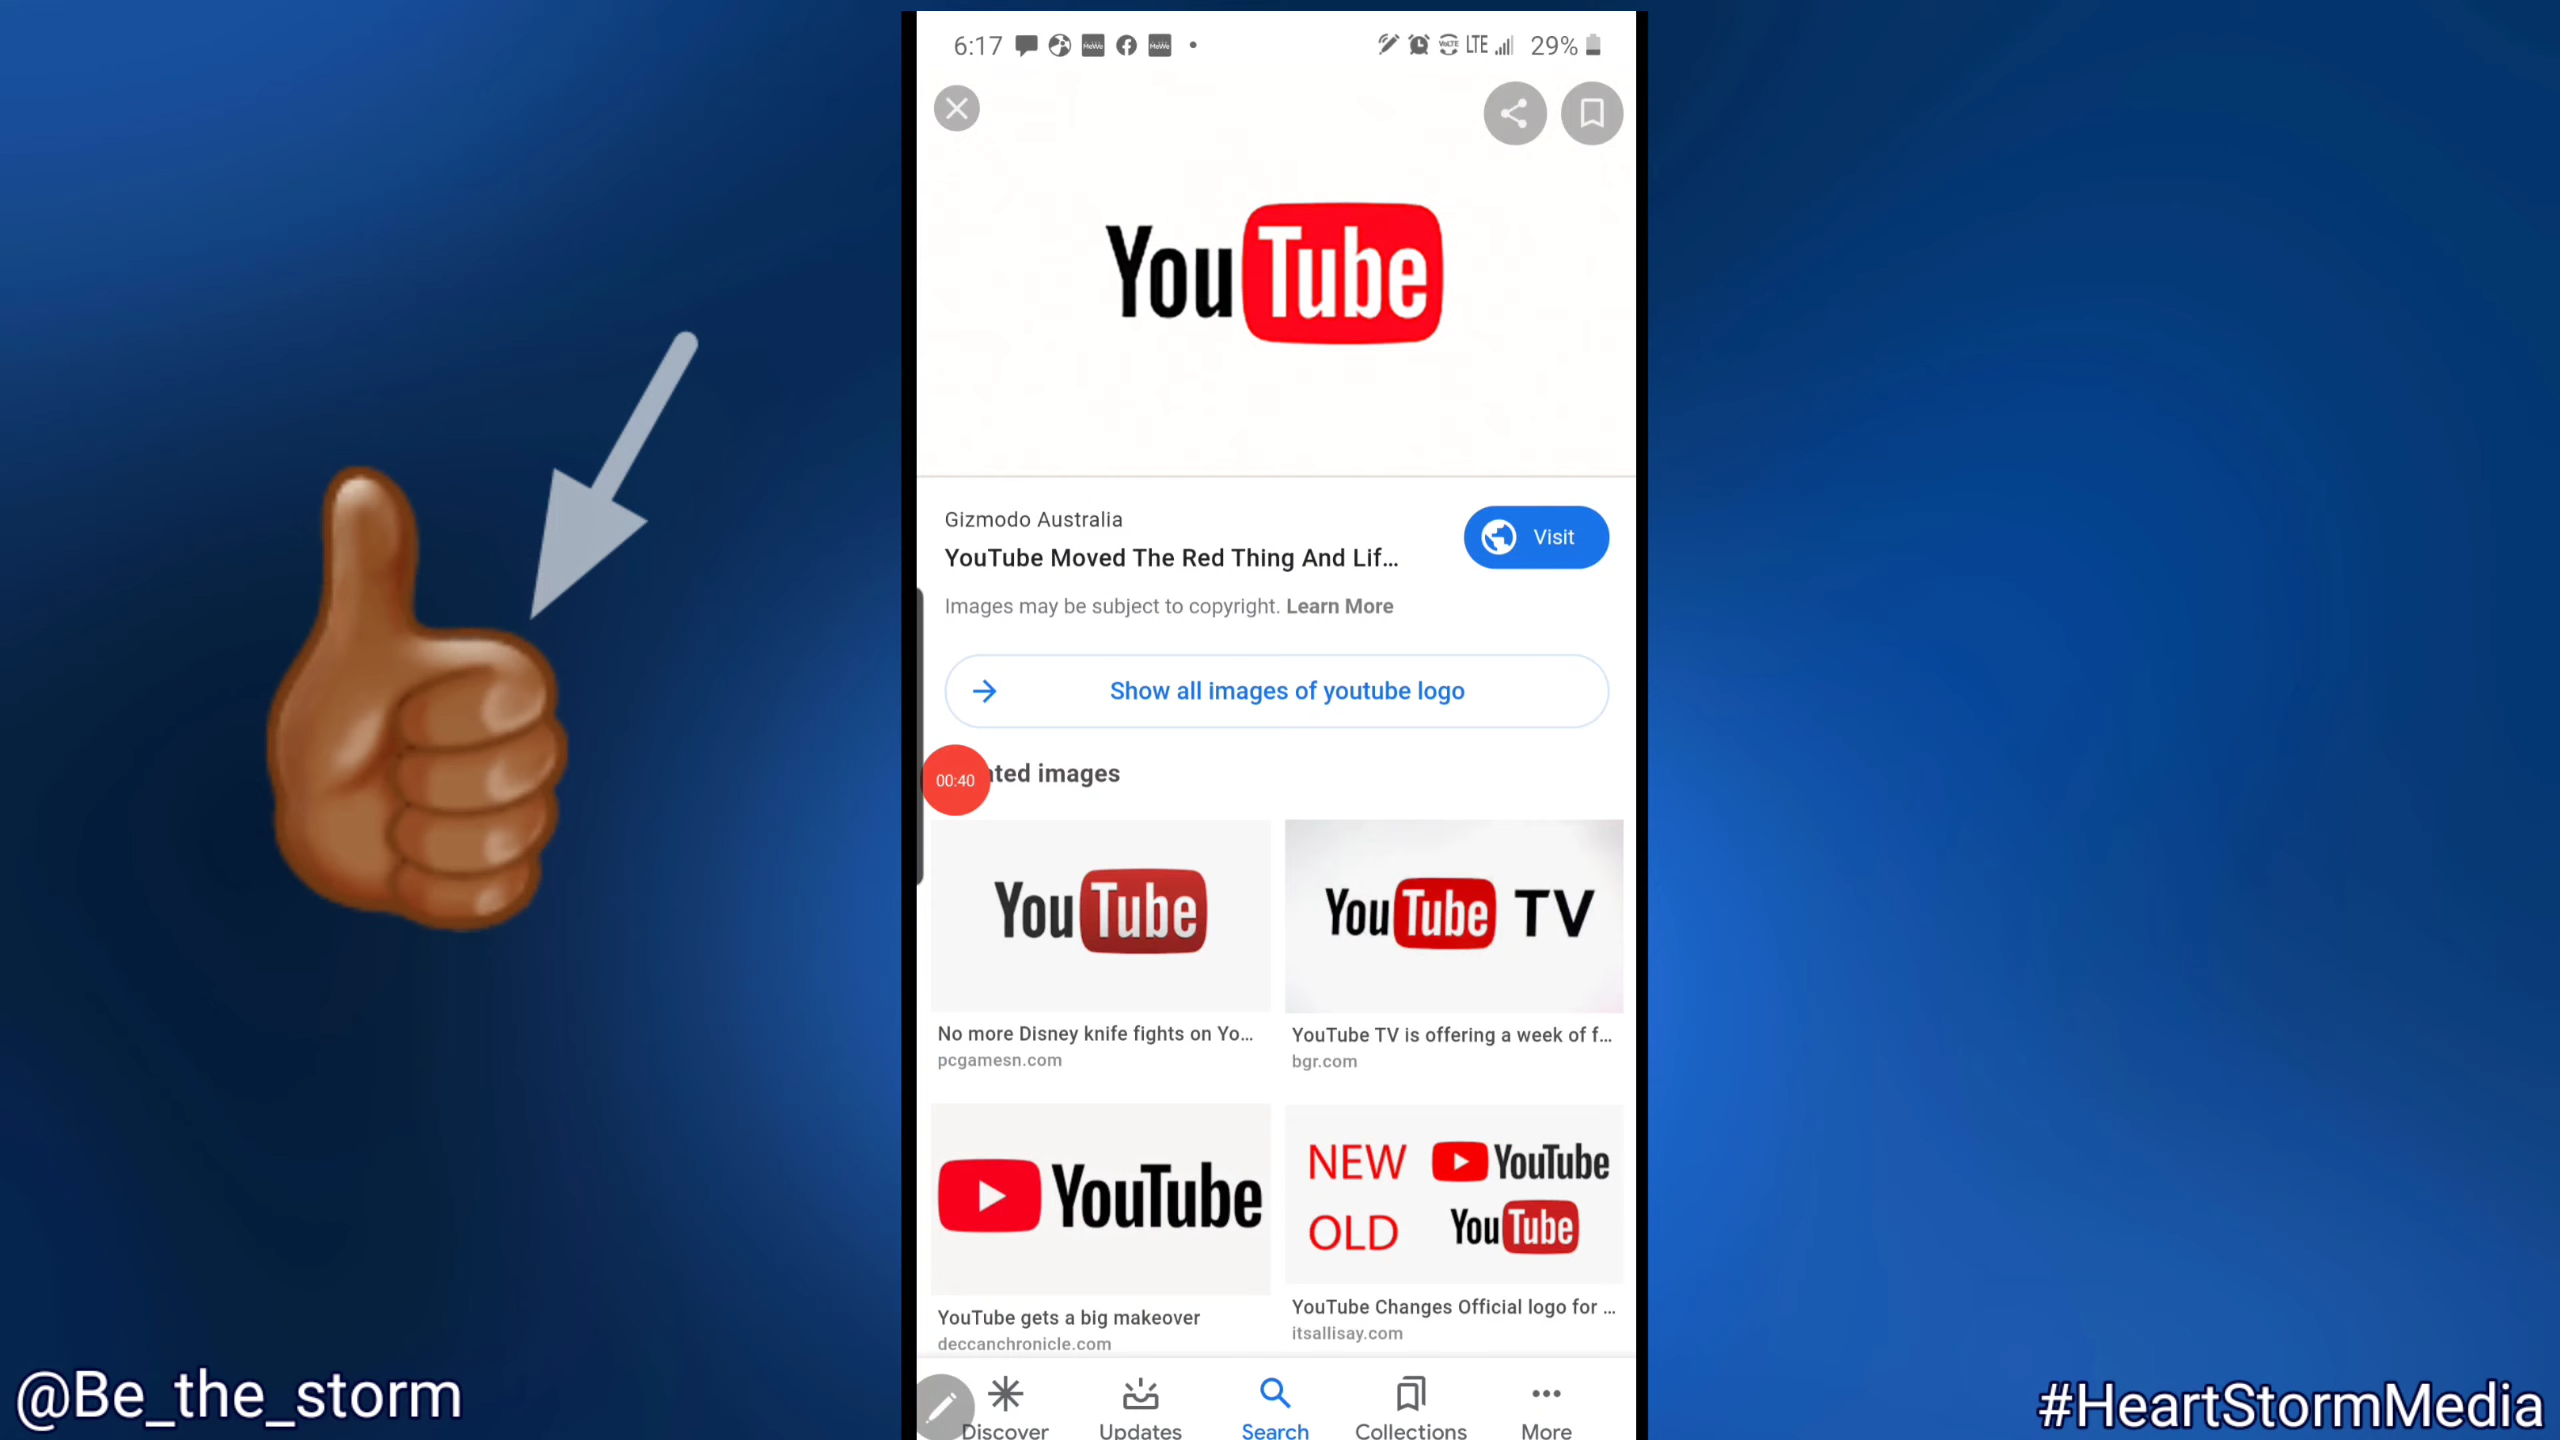 6:17 MeWe MeWe VoLTE LTE 29%
YouTube
Gizmodo Australia
YouTube Moved The Red Thing And Lif...
Visit
Images may be subject to copyright. Learn More
Show all images of youtube logo
00:40
ted images
YouTube
YouTube TV
No more Disney knife fights on Yo...
pcgamesn.com
YouTube TV is offering a week of f...
bgr.com
YouTube
NEW YouTube
OLD YouTube
YouTube gets a big makeover
deccanchronicle.com
YouTube Changes Official logo for ...
itsallisay.com
Discover Updates Search Collections More
@Be_the_storm
#HeartStormMedia